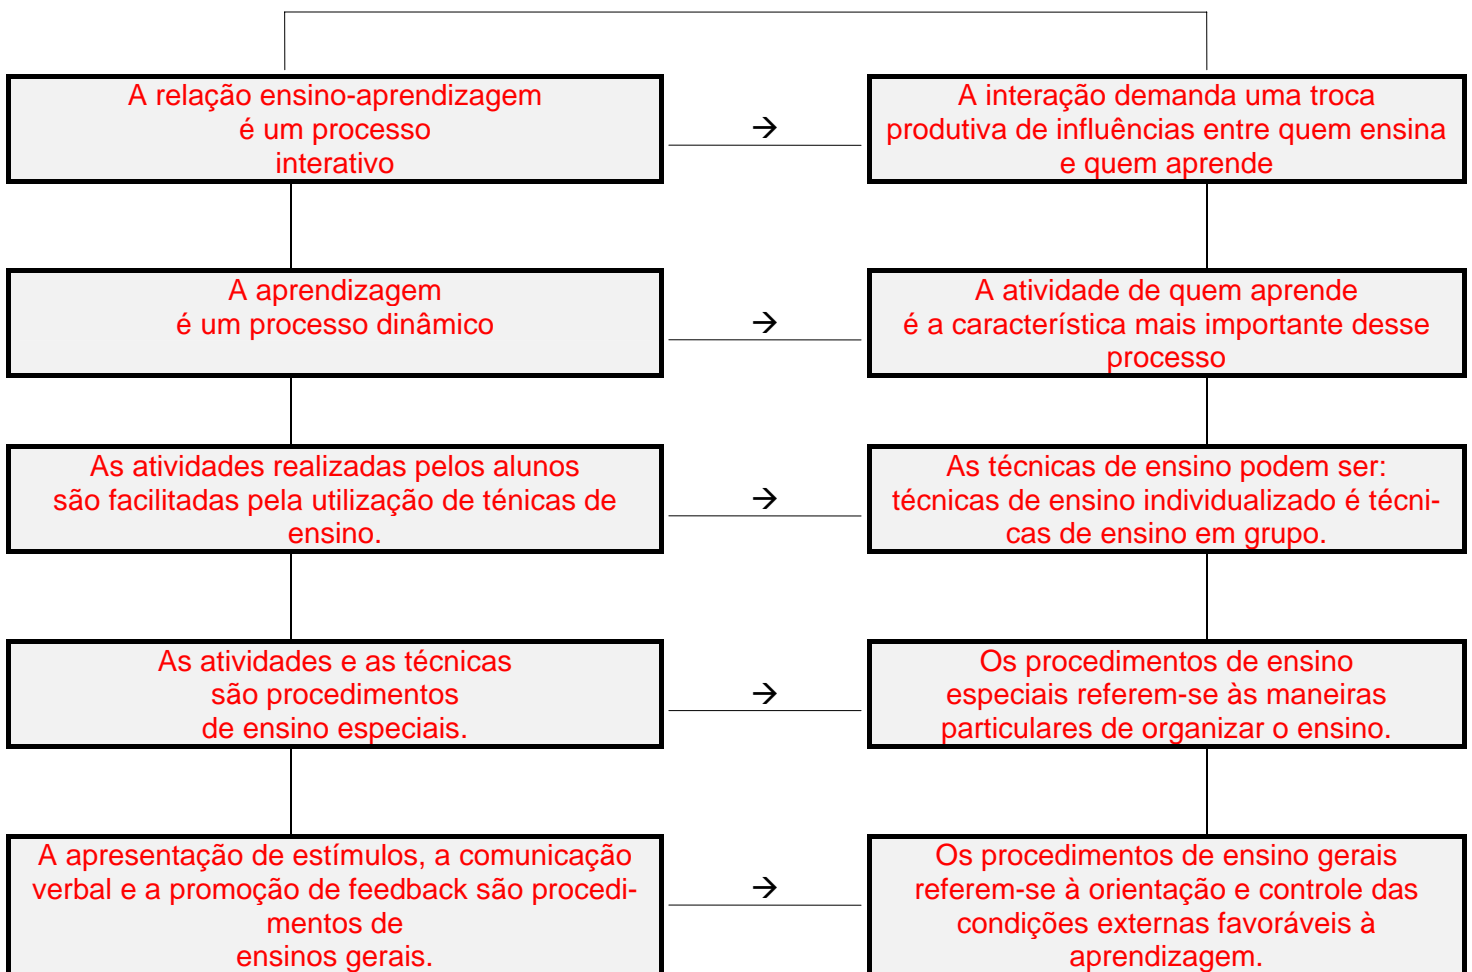 A relação ensino-aprendizagem
é um processo
interativo
→
A interação demanda uma troca
produtiva de influências entre quem ensina
e quem aprende
A aprendizagem
é um processo dinâmico
→
A atividade de quem aprende
é a característica mais importante desse
processo
As atividades realizadas pelos alunos
são facilitadas pela utilização de ténicas de
ensino.
→
As técnicas de ensino podem ser:
técnicas de ensino individualizado é técni-
cas de ensino em grupo.
As atividades e as técnicas
são procedimentos
de ensino especiais.
→
Os procedimentos de ensino
especiais referem-se às maneiras
particulares de organizar o ensino.
A apresentação de estímulos, a comunicação
verbal e a promoção de feedback são procedi-
mentos de
ensinos gerais.
→
Os procedimentos de ensino gerais
referem-se à orientação e controle das
condições externas favoráveis à
aprendizagem.